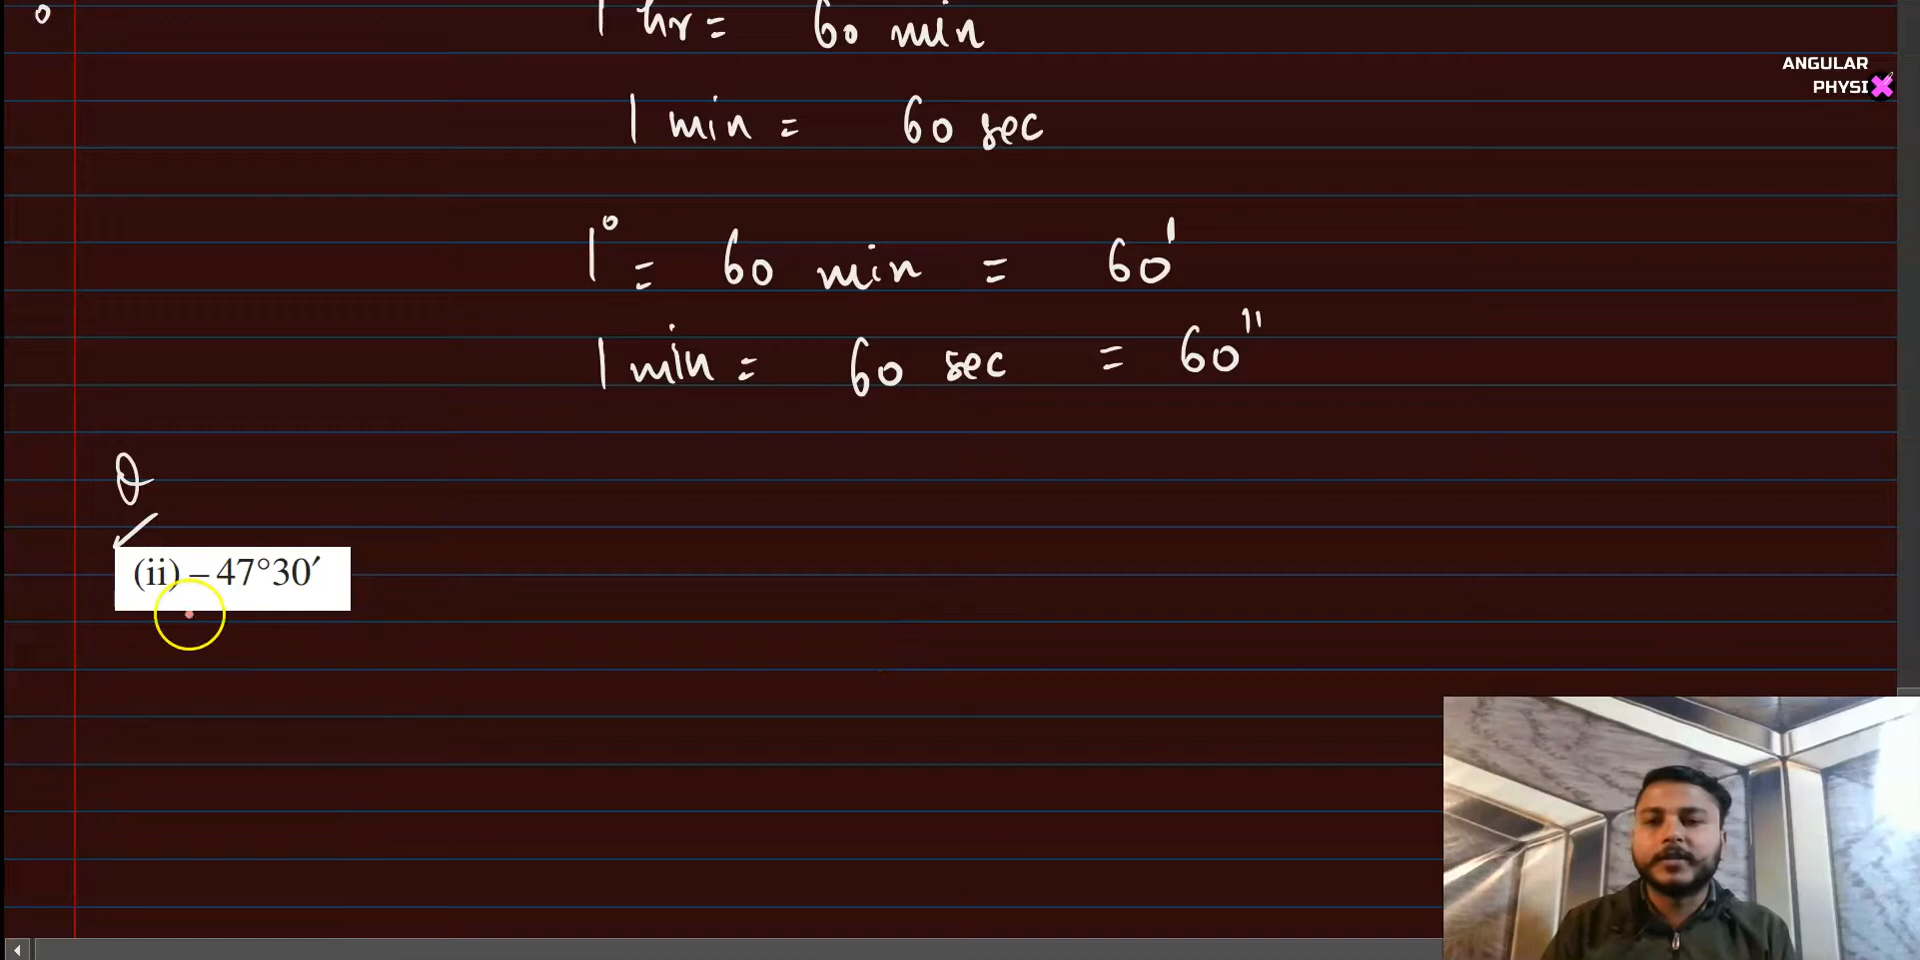 o
1 hr = 60 min
ANGULAR
PHYSI
1 min = 60 sec
1° = 60 min = 60'
1 min = 60 sec = 60"
θ
(ii) – 47°30′